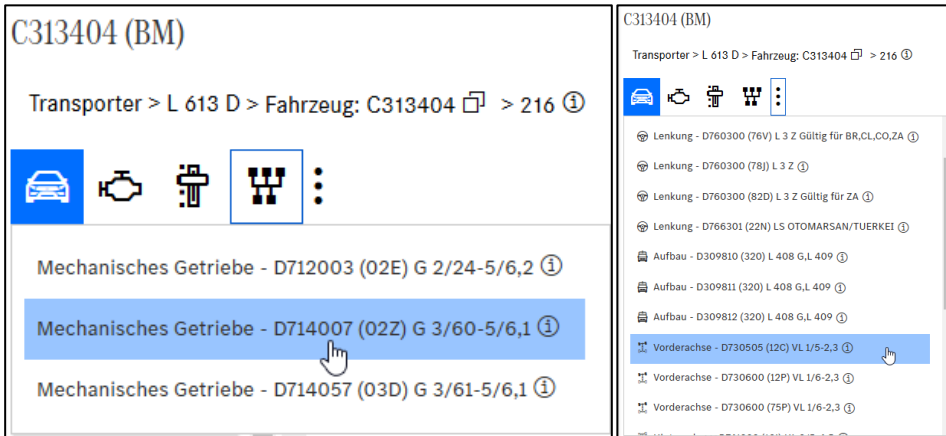 C313404 (BM)
Transporter > L 613 D > Fahrzeug: C313404 > 216
Mechanisches Getriebe - D712003 (02E) G 2/24-5/6,2
Mechanisches Getriebe - D714007 (02Z) G 3/60-5/6,1
Mechanisches Getriebe - D714057 (03D) G 3/61-5/6,1
C313404 (BM)
Transporter > L 613 D > Fahrzeug: C313404 > 216
Lenkung - D760300 (76V) L 3 Z Gültig für BR,CL,CO,ZA
Lenkung - D760300 (78J) L 3 Z
Lenkung - D760300 (82D) L 3 Z Gültig für ZA
Lenkung - D766301 (22N) LS OTOMARSAN/TUERKEI
Aufbau - D309810 (320) L 408 G,L 409
Aufbau - D309811 (320) L 408 G,L 409
Aufbau - D309812 (320) L 408 G,L 409
Vorderachse - D730505 (12C) VL 1/5-2,3
Vorderachse - D730600 (12P) VL 1/6-2,3
Vorderachse - D730600 (75P) VL 1/6-2,3